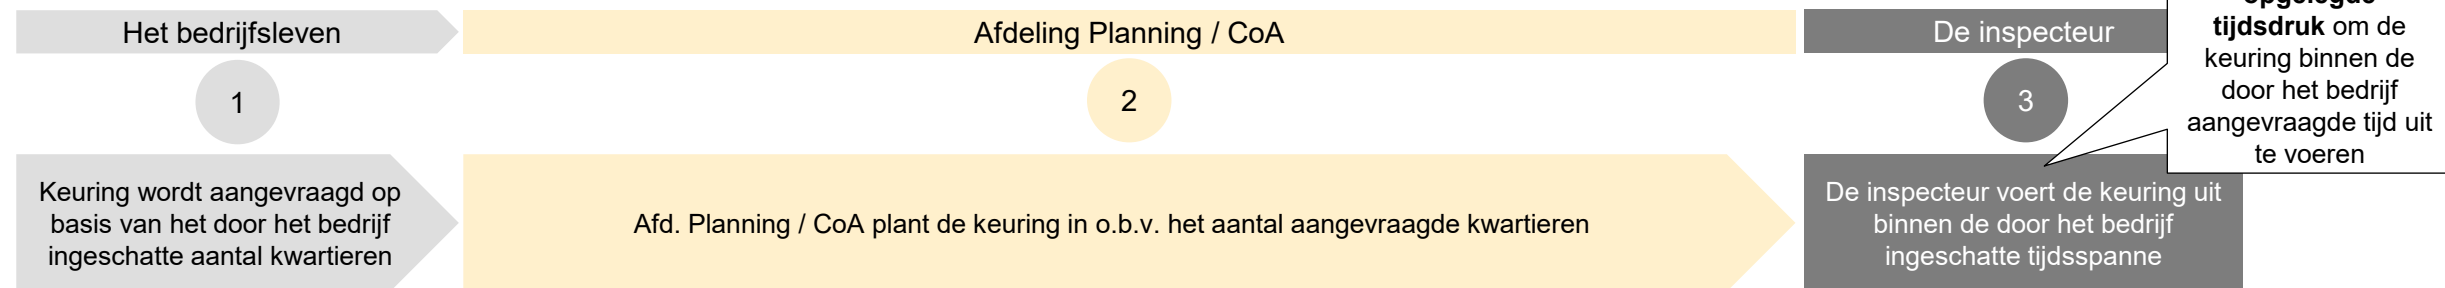 Het bedrijfsleven
Afdeling Planning / CoA
De inspecteur
1
2
3
Keuring wordt aangevraagd op
basis van het door het bedrijf
ingeschatte aantal kwartieren
Afd. Planning / CoA plant de keuring in o.b.v. het aantal aangevraagde kwartieren
De inspecteur voert de keuring uit
binnen de door het bedrijf
ingeschatte tijdsspanne
opgelegde
tijdsdruk om de
keuring binnen de
door het bedrijf
aangevraagde tijd uit
te voeren